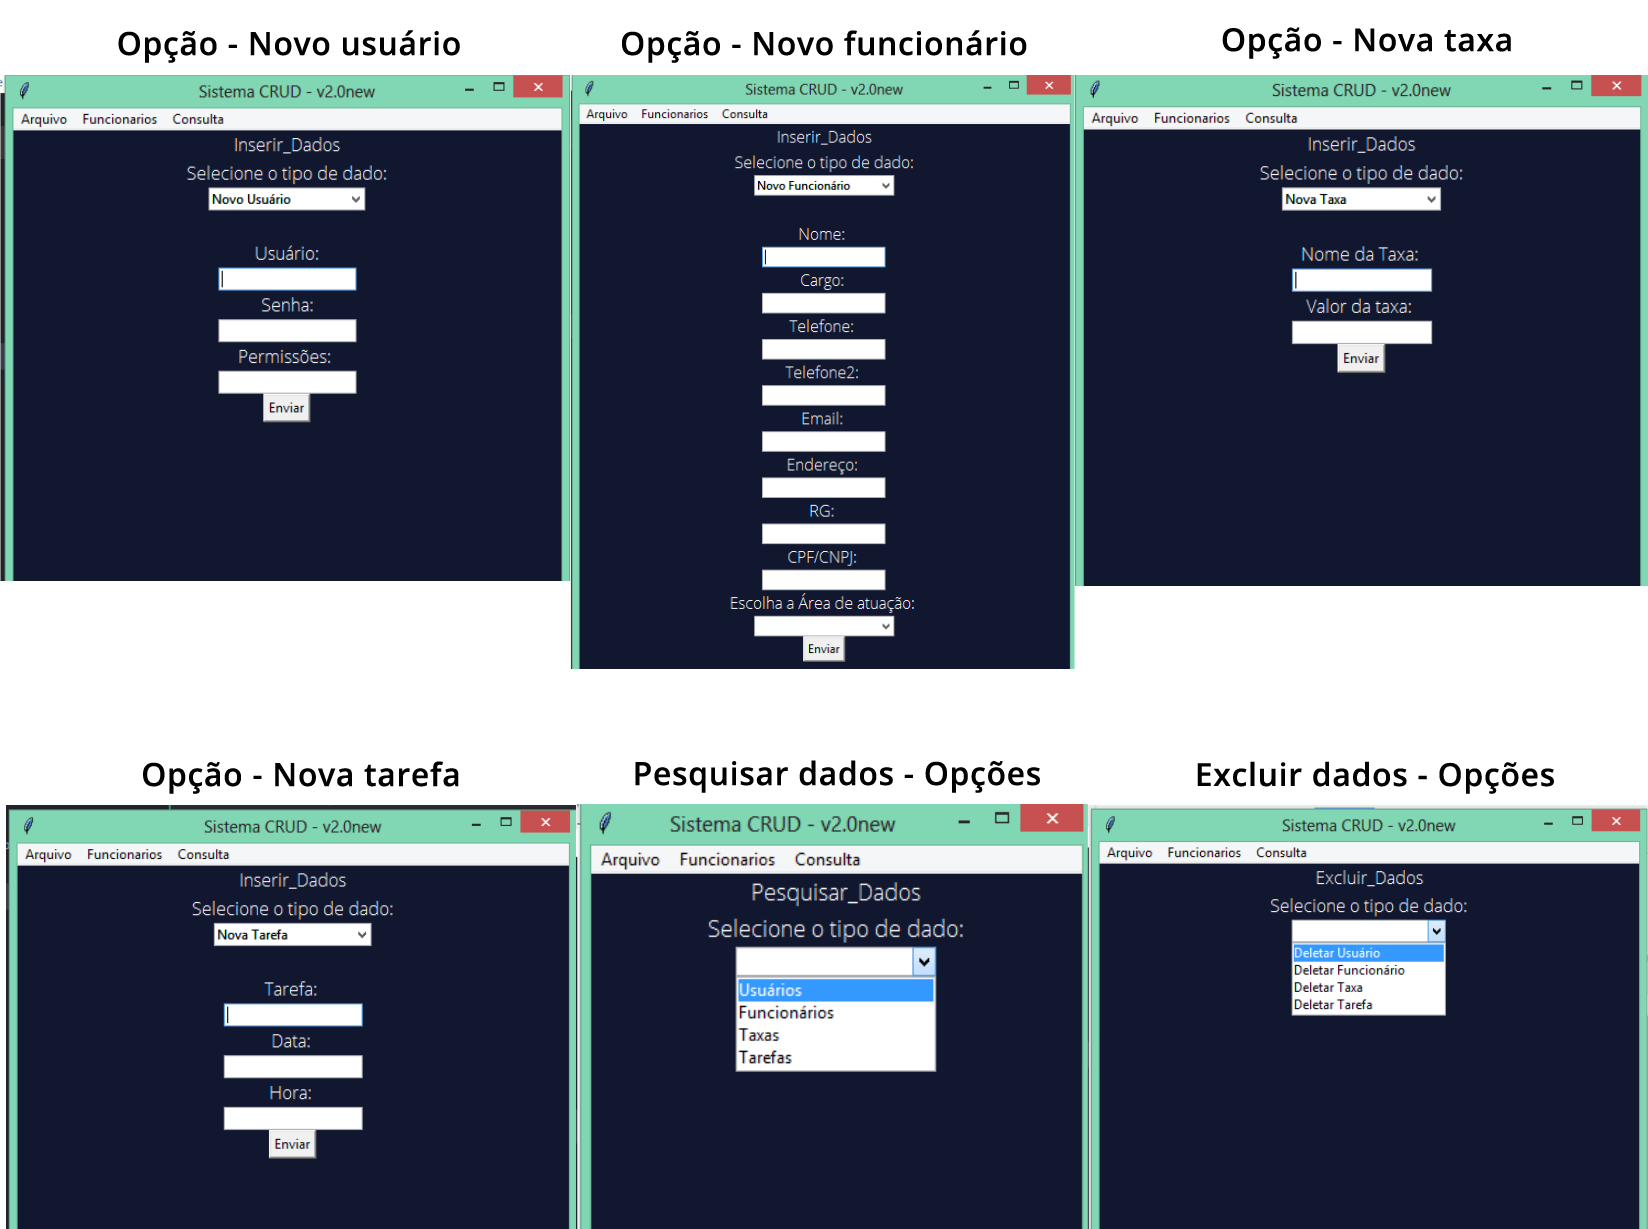 Opção - Novo usuário
Sistema CRUD - v2.0new
Arquivo Funcionarios Consulta
Inserir_Dados
Selecione o tipo de dado:
Novo Usuário
Usuário:
Senha:
Permissões:
Enviar
Opção - Novo funcionário
Sistema CRUD - v2.0new
Arquivo Funcionarios Consulta
Inserir_Dados
Selecione o tipo de dado:
Novo Funcionário
Nome:
Cargo:
Telefone:
Telefone2:
Email:
Endereço:
RG:
CPF/CNPJ:
Escolha a Área de atuação:
Enviar
Opção - Nova taxa
Sistema CRUD - v2.0new
Arquivo Funcionarios Consulta
Inserir_Dados
Selecione o tipo de dado:
Nova Taxa
Nome da Taxa:
Valor da taxa:
Enviar
Opção - Nova tarefa
Sistema CRUD - v2.0new
Arquivo Funcionarios Consulta
Inserir_Dados
Selecione o tipo de dado:
Nova Tarefa
Tarefa:
Data:
Hora:
Enviar
Pesquisar dados - Opções
Sistema CRUD - v2.0new
Arquivo Funcionarios Consulta
Pesquisar_Dados
Selecione o tipo de dado:
Usuários
Funcionários
Taxas
Tarefas
Excluir dados - Opções
Sistema CRUD - v2.0new
Arquivo Funcionarios Consulta
Excluir_Dados
Selecione o tipo de dado:
Deletar Usuário
Deletar Funcionário
Deletar Taxa
Deletar Tarefa